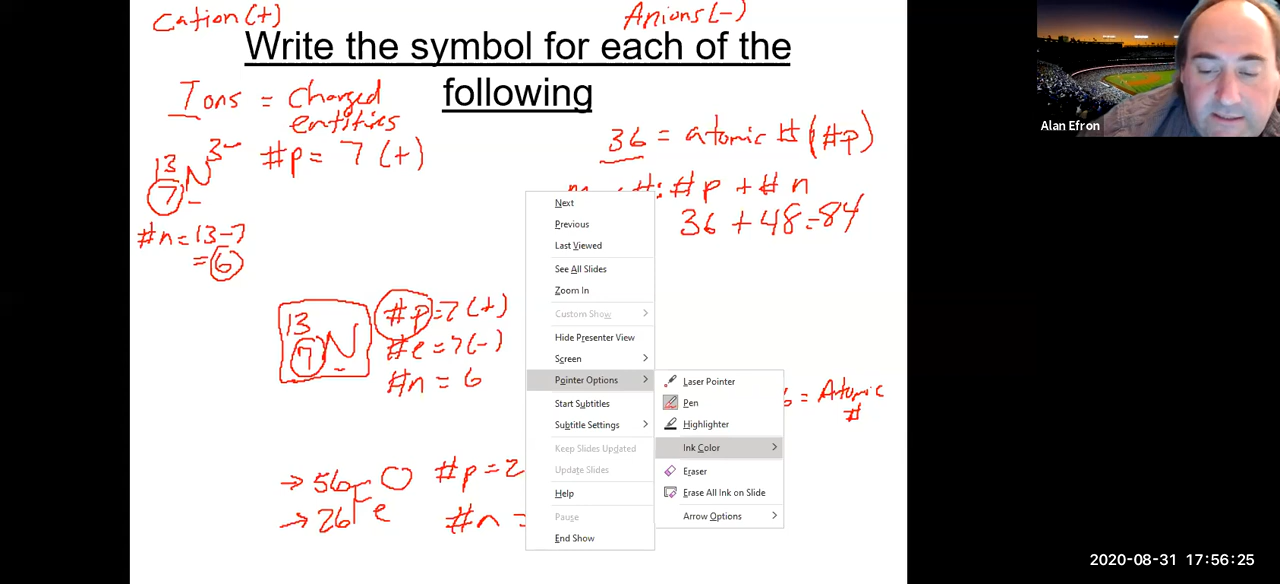 Cation (+)
Anions (-)
Write the symbol for each of the
following
Ions = Charged
entities
36 = atomic # (#p)
13
7
N
3-
#p = 7 (+)
#p + # n
36 + 48 = 84
#n = 13 - 7
= 6
13
7
N
#p = 7 (+)
#e = 7 (-)
#n = 6
= Atomic
#
→ 56
→ 26
Fe
O
#p = 2
#n =
Next
Previous
Last Viewed
See All Slides
Zoom In
Custom Show
Hide Presenter View
Screen
Pointer Options
Start Subtitles
Subtitle Settings
Keep Slides Updated
Update Slides
Help
Pause
End Show
Laser Pointer
Pen
Highlighter
Ink Color
Eraser
Erase All Ink on Slide
Arrow Options
Alan Efron
2020-08-31 17:56:25